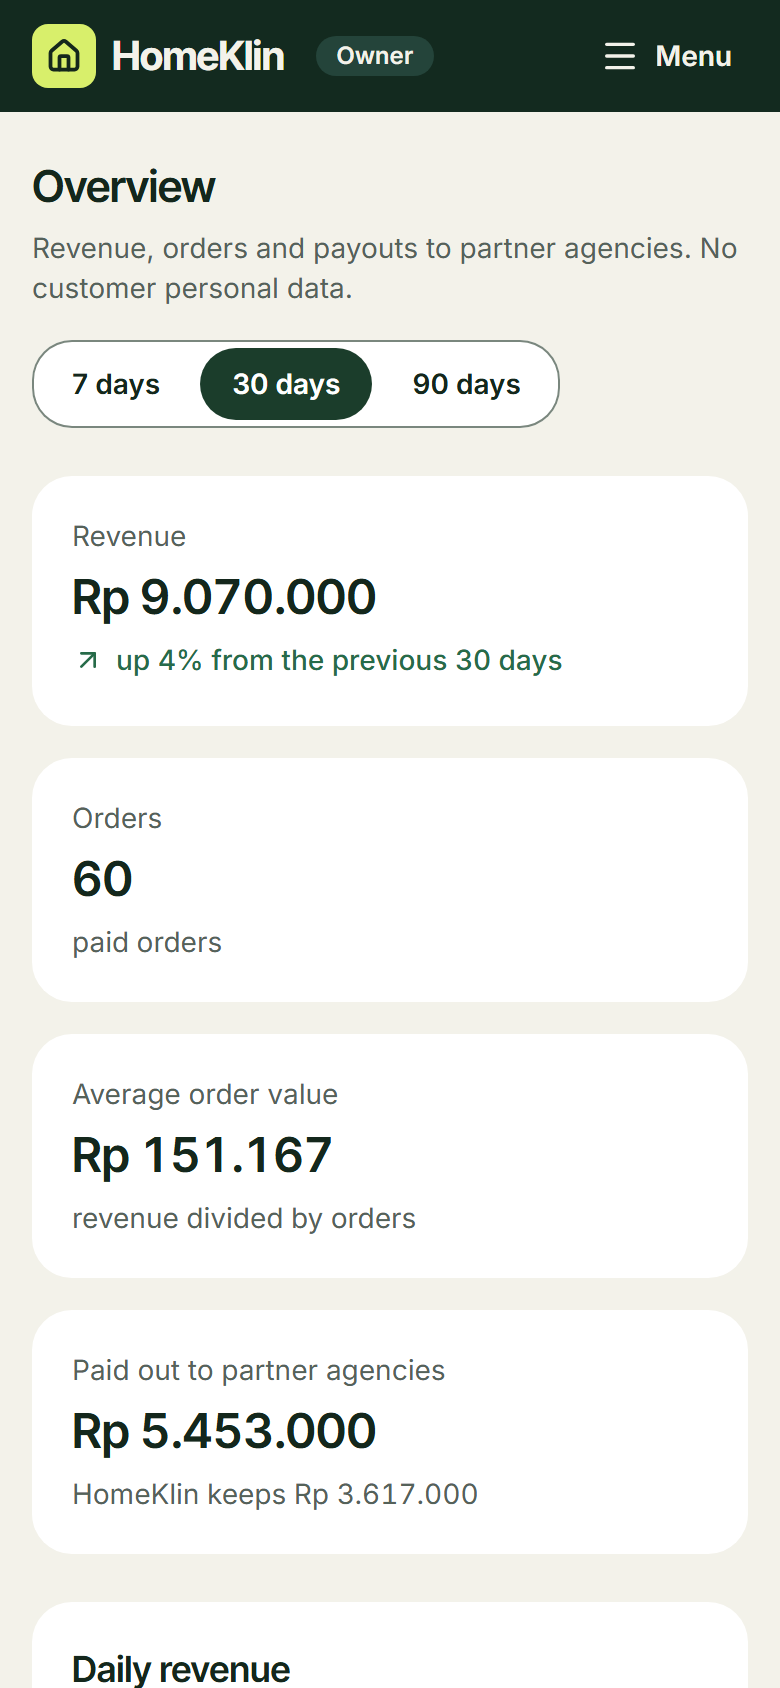 HomeKlin
Owner
Menu
Overview
Revenue, orders and payouts to partner agencies. No
customer personal data.
7 days
30 days
90 days
Revenue
Rp 9.070.000
up 4% from the previous 30 days
Orders
60
paid orders
Average order value
Rp 151.167
revenue divided by orders
Paid out to partner agencies
Rp 5.453.000
HomeKlin keeps Rp 3.617.000
Daily revenue